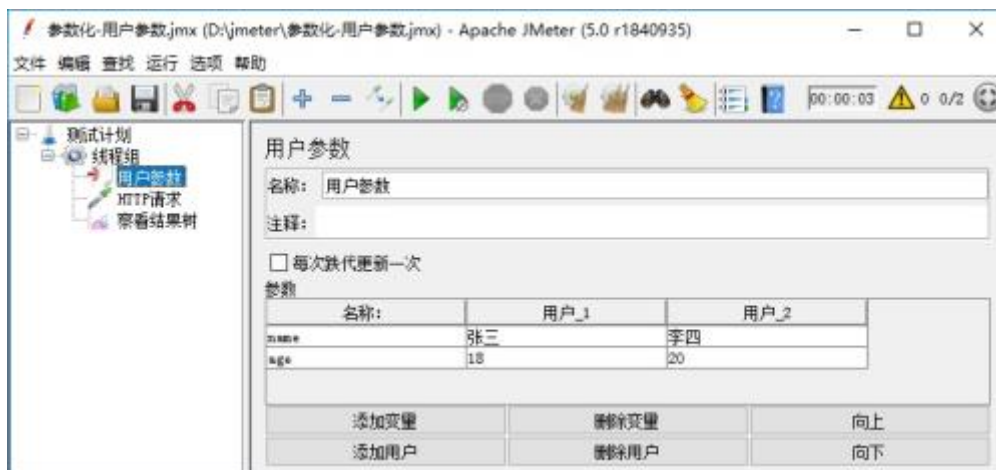 参数化-用户参数.jmx (D:\jmeter\参数化-用户参数.jmx) - Apache JMeter (5.0 r1840935)
文件 编辑 查找 运行 选项 帮助
00:00:03 0 0/2
测试计划
线程组
用户参数
HTTP请求
察看结果树
用户参数
名称: 用户参数
注释:
每次跌代更新一次
参数
名称: 用户_1 用户_2
name 张三 李四
age 18 20
添加变量 删除变量 向上
添加用户 删除用户 向下